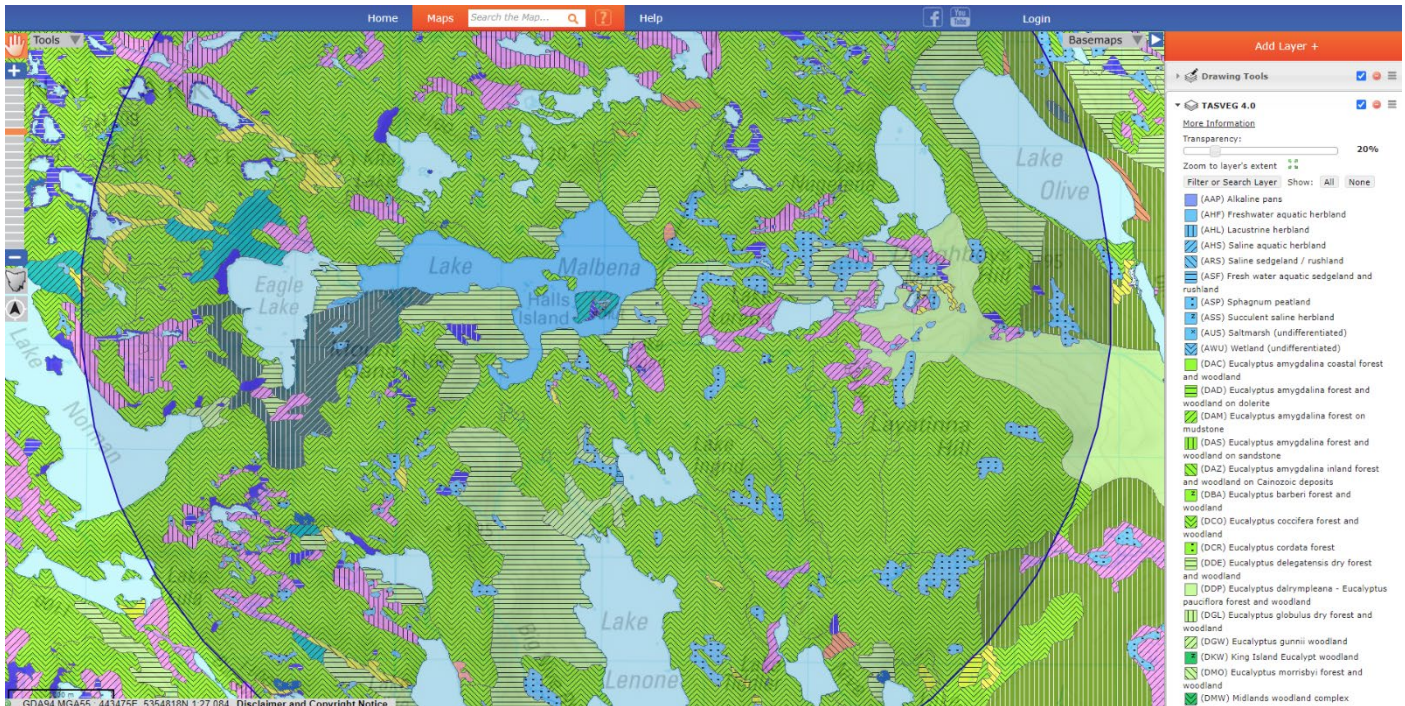 Home
Maps
Search the Map...
?
Help
f
You
Tube
Login
Tools
Basemaps
Add Layer +
Drawing Tools
TASVEG 4.0
More Information
Transparency:
20%
Zoom to layer's extent
Filter or Search Layer Show: All None
(AAP) Alkaline pans
(AHF) Freshwater aquatic herbland
(AHL) Lacustrine herbland
(AHS) Saline aquatic herbland
(ARS) Saline sedgeland / rushland
(ASF) Fresh water aquatic sedgeland and
rushland
(ASP) Sphagnum peatland
(ASS) Succulent saline herbland
(AUS) Saltmarsh (undifferentiated)
(AWU) Wetland (undifferentiated)
(DAC) Eucalyptus amygdalina coastal forest
and woodland
(DAD) Eucalyptus amygdalina forest and
woodland on dolerite
(DAM) Eucalyptus amygdalina forest on
mudstone
(DAS) Eucalyptus amygdalina forest and
woodland on sandstone
(DAZ) Eucalyptus amygdalina inland forest
and woodland on Cainozoic deposits
(DBA) Eucalyptus barberi forest and
woodland
(DCO) Eucalyptus coccifera forest and
woodland
(DCR) Eucalyptus cordata forest
(DDE) Eucalyptus delegatensis dry forest
and woodland
(DDP) Eucalyptus dalrympleana - Eucalyptus
pauciflora forest and woodland
(DGL) Eucalyptus globulus dry forest and
woodland
(DGW) Eucalyptus gunnii woodland
(DKW) King Island Eucalypt woodland
(DMO) Eucalyptus morrisbyi forest and
woodland
(DMW) Midlands woodland complex
Lake
Olive
Lake Malbena
Eagle
Lake
Halls
Island
Lake
Norman
Lavatinna
Hill
Lake
Lenone
GDA94 MGA55 : 443475E, 5354818N 1:27,084 Disclaimer and Copyright Notice